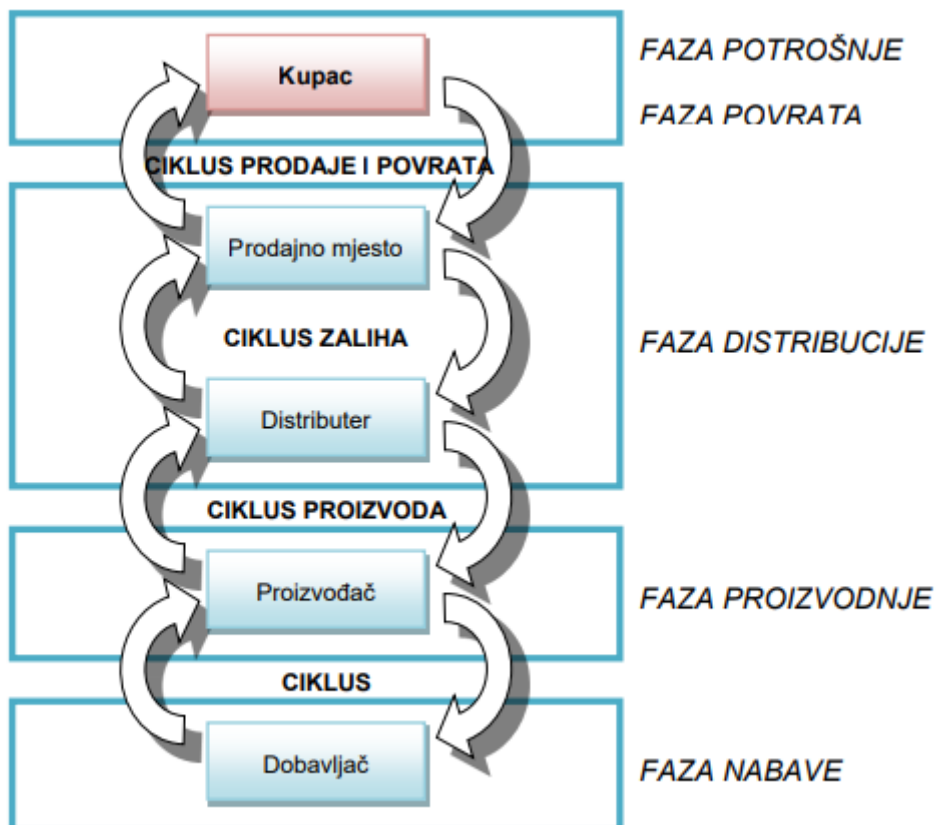 Kupac
FAZA POTROŠNJE
FAZA POVRATA
CIKLUS PRODAJE I POVRATA
Prodajno mjesto
CIKLUS ZALIHA
FAZA DISTRIBUCIJE
Distributer
CIKLUS PROIZVODA
Proizvođač
FAZA PROIZVODNJE
CIKLUS
Dobavljač
FAZA NABAVE